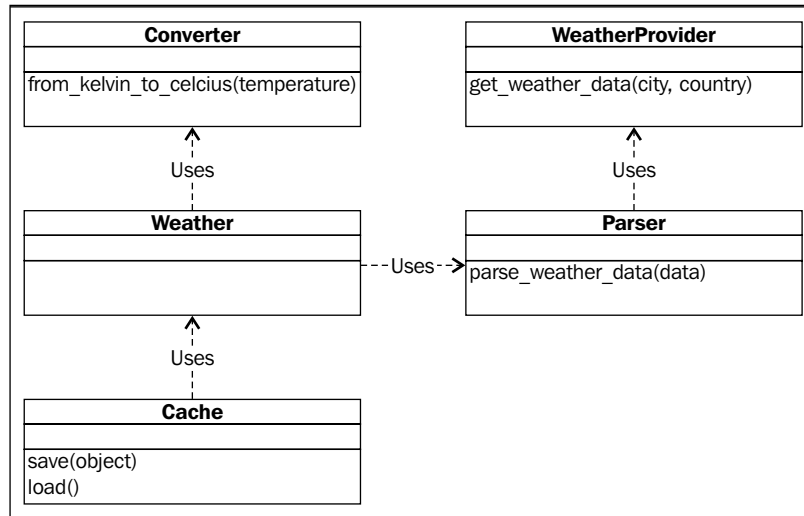 Converter
from_kelvin_to_celcius(temperature)
WeatherProvider
get_weather_data(city, country)
Uses
Uses
Weather
Uses
Parser
parse_weather_data(data)
Uses
Cache
save(object)
load()